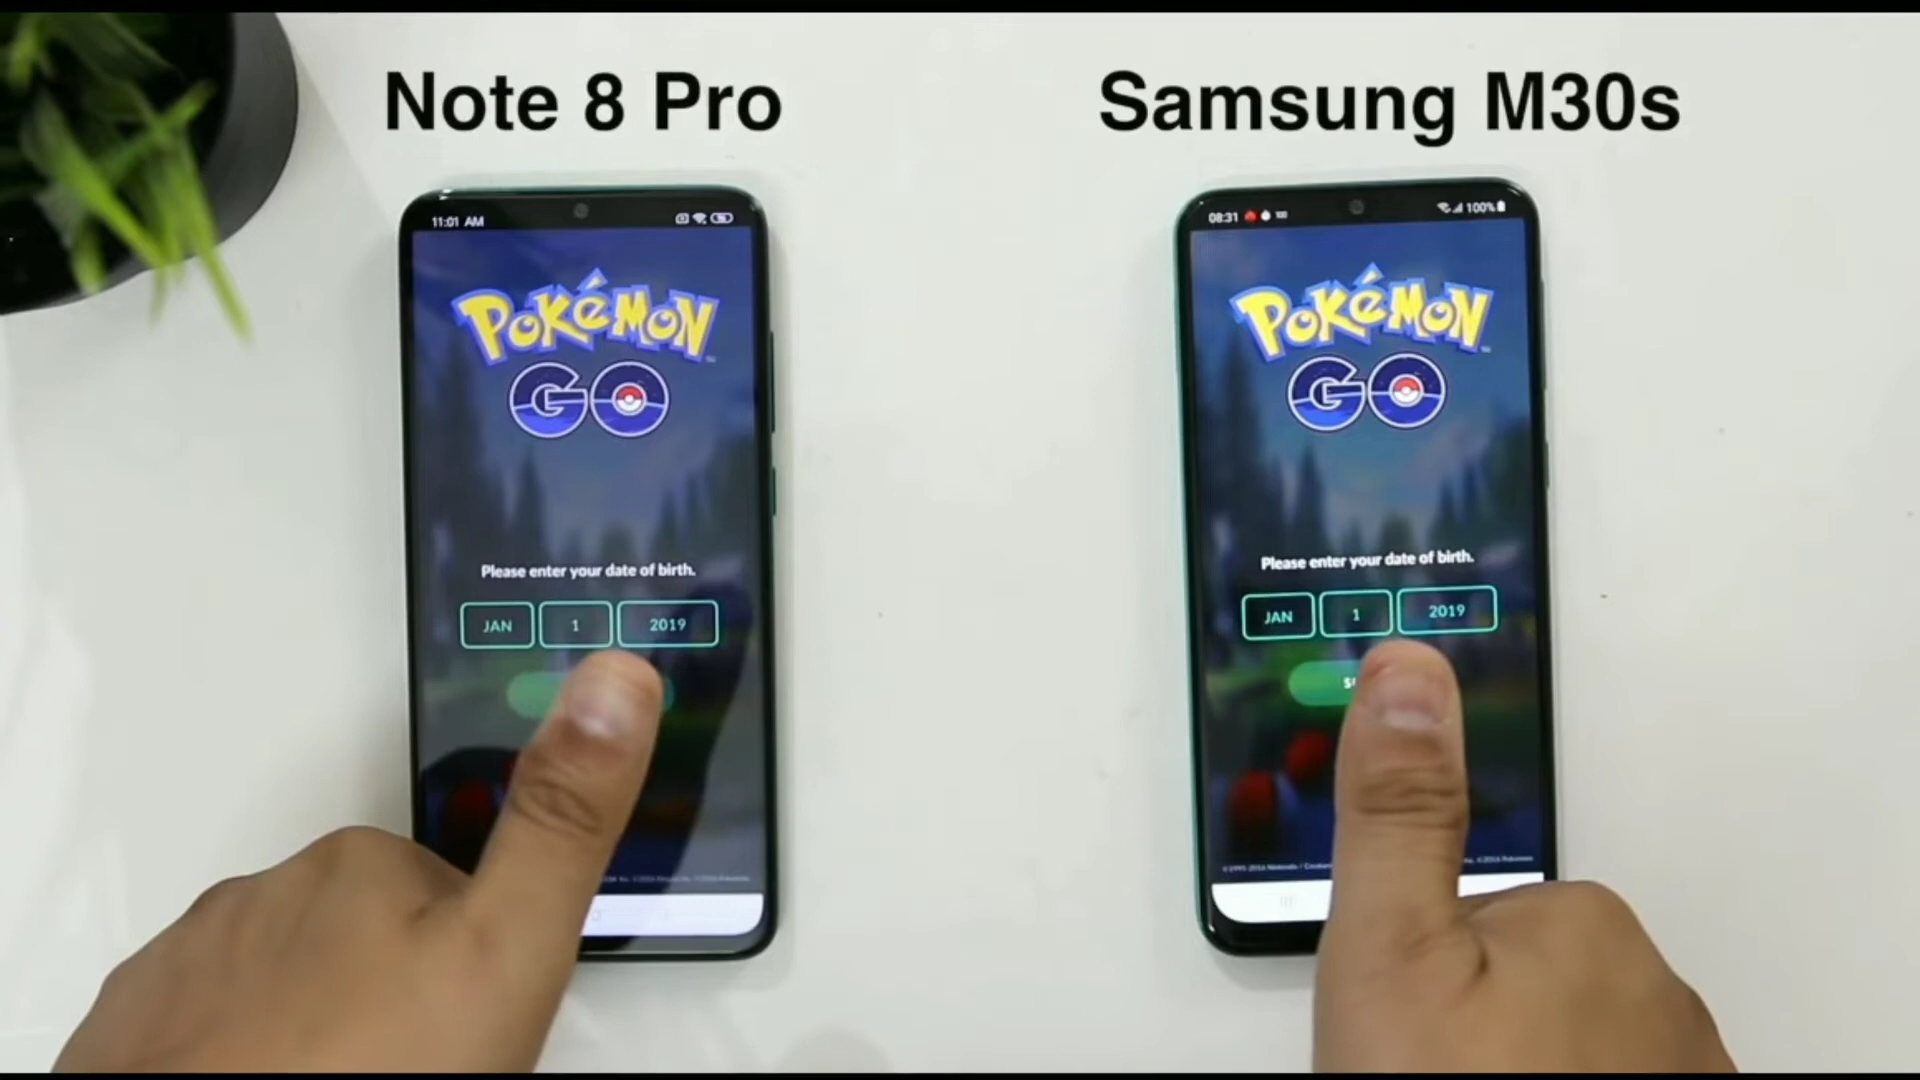 Note 8 Pro
Samsung M30s
11:01 AM
POKÉMON
GO
Please enter your date of birth.
JAN 1 2019
08:31
100%
POKÉMON
GO
Please enter your date of birth.
JAN 1 2019